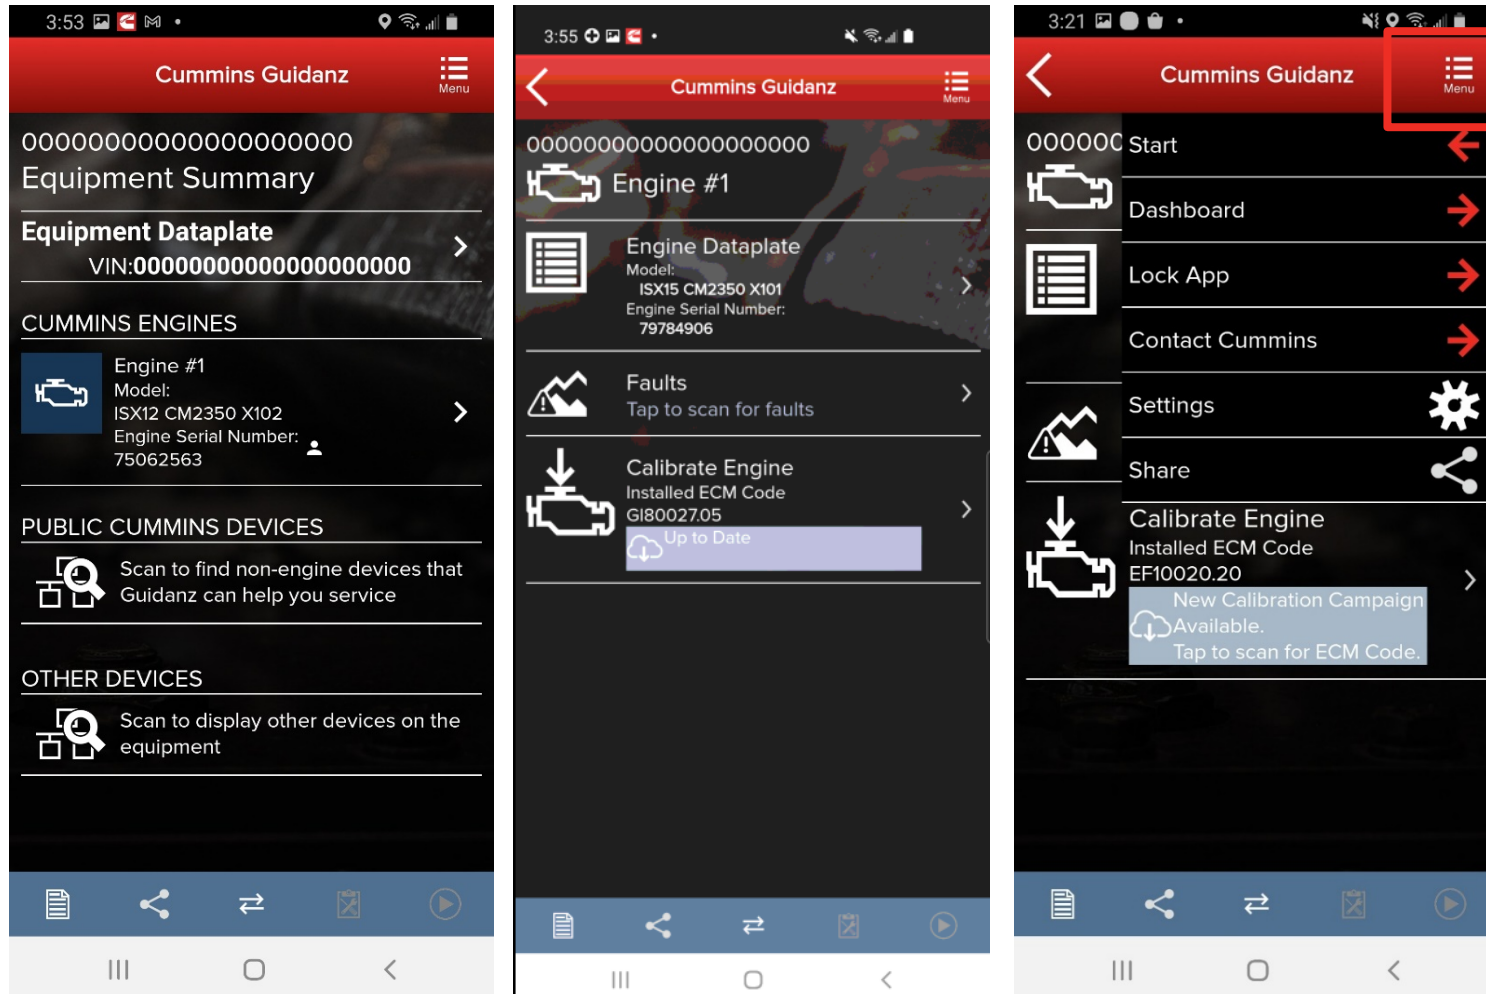 3:53
Cummins Guidanz
Menu
00000000000000000000
Equipment Summary
Equipment Dataplate
VIN:00000000000000000000
CUMMINS ENGINES
Engine #1
Model:
ISX12 CM2350 X102
Engine Serial Number:
75062563
PUBLIC CUMMINS DEVICES
Scan to find non-engine devices that
Guidanz can help you service
OTHER DEVICES
Scan to display other devices on the
equipment
3:55
Cummins Guidanz
Menu
00000000000000000000
Engine #1
Engine Dataplate
Model:
ISX15 CM2350 X101
Engine Serial Number:
79784906
Faults
Tap to scan for faults
Calibrate Engine
Installed ECM Code
GI80027.05
Up to Date
3:21
Cummins Guidanz
Menu
000000
Start
Dashboard
Lock App
Contact Cummins
Settings
Share
Calibrate Engine
Installed ECM Code
EF10020.20
New Calibration Campaign
Available.
Tap to scan for ECM Code.